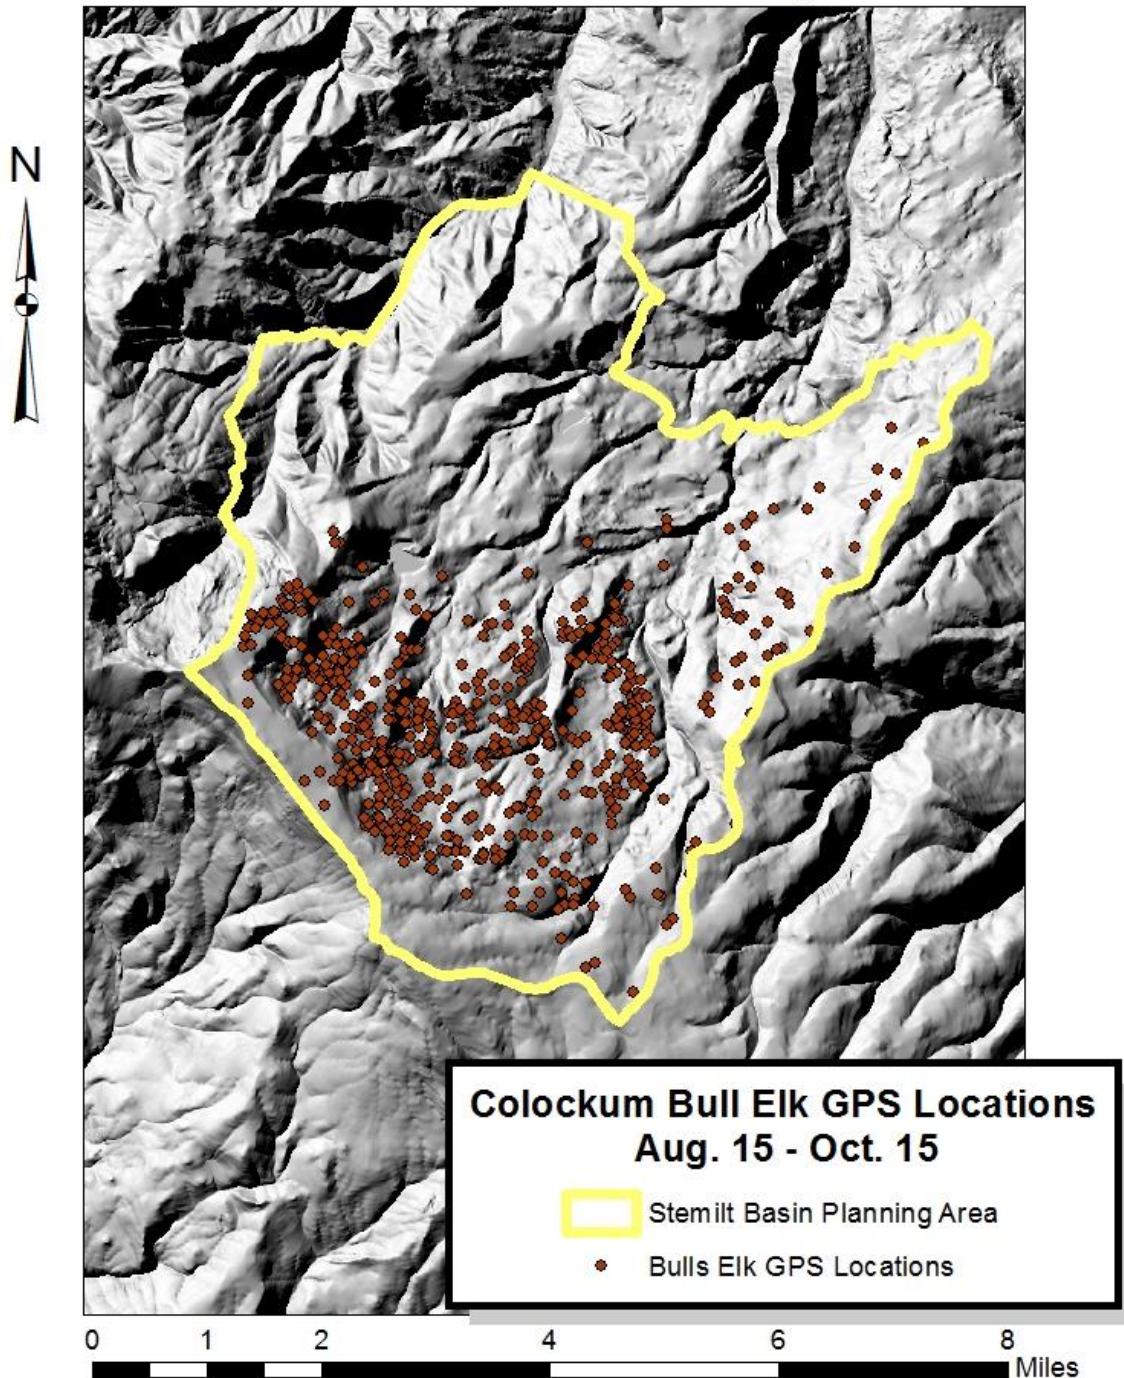 N
Colockum Bull Elk GPS Locations
Aug. 15 - Oct. 15
Stemilt Basin Planning Area
Bulls Elk GPS Locations
0 1 2 4 6 8
Miles